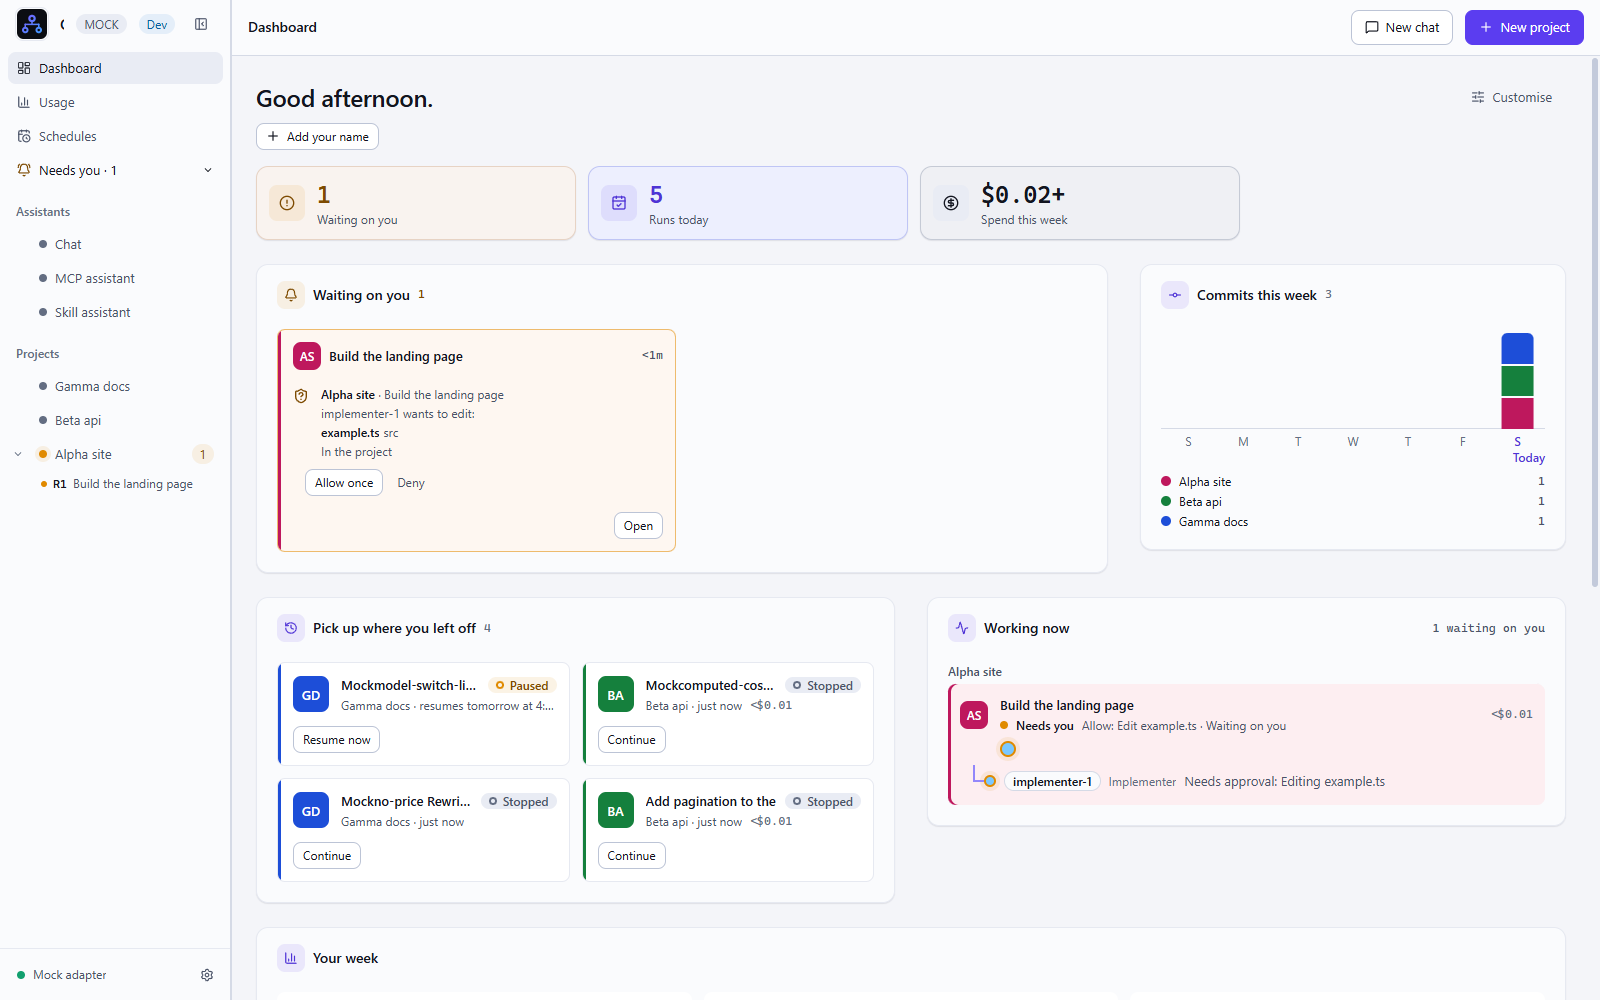 MOCK
Dev
Dashboard
New chat
New project
Dashboard
Usage
Schedules
Needs you · 1
Assistants
Chat
MCP assistant
Skill assistant
Projects
Gamma docs
Beta api
Alpha site
1
R1 Build the landing page
Mock adapter
Good afternoon.
Customise
Add your name
1
Waiting on you
5
Runs today
$0.02+
Spend this week
Waiting on you 1
AS
Build the landing page
<1m
Alpha site · Build the landing page
implementer-1 wants to edit:
example.ts src
In the project
Allow once
Deny
Open
Commits this week 3
S M T W T F S
Today
Alpha site 1
Beta api 1
Gamma docs 1
Pick up where you left off 4
GD
Mockmodel-switch-li...
Paused
Gamma docs · resumes tomorrow at 4:...
Resume now
BA
Mockcomputed-cos...
Stopped
Beta api · just now <$0.01
Continue
GD
Mockno-price Rewri...
Stopped
Gamma docs · just now
Continue
BA
Add pagination to the
Stopped
Beta api · just now <$0.01
Continue
Working now
1 waiting on you
Alpha site
AS
Build the landing page
<$0.01
Needs you Allow: Edit example.ts · Waiting on you
implementer-1 Implementer Needs approval: Editing example.ts
Your week